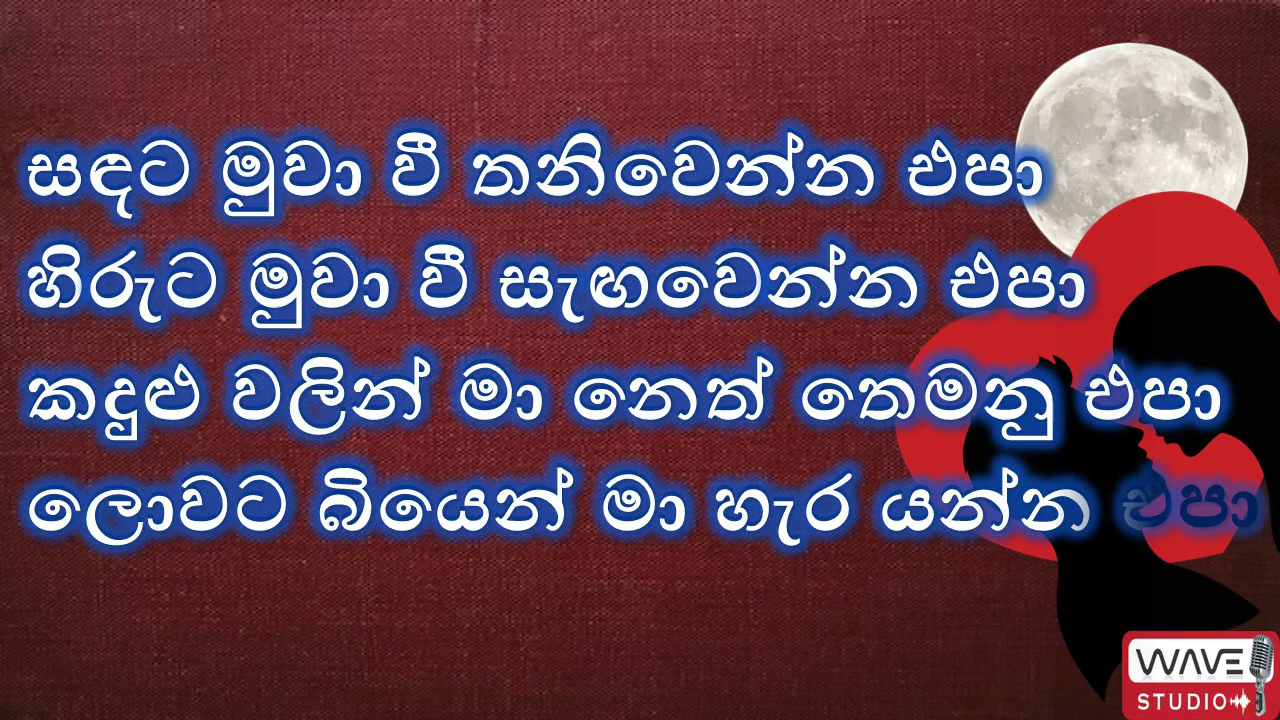 සඳට මුවා වී තනිවෙන්න එපා
හිරුට මුවා වී සැඟවෙන්න එපා
කඳුළු වලින් මා නෙත් තෙමනු එපා
ලොවට බියෙන් මා හැර යන්න එපා
WAVE
STUDIO